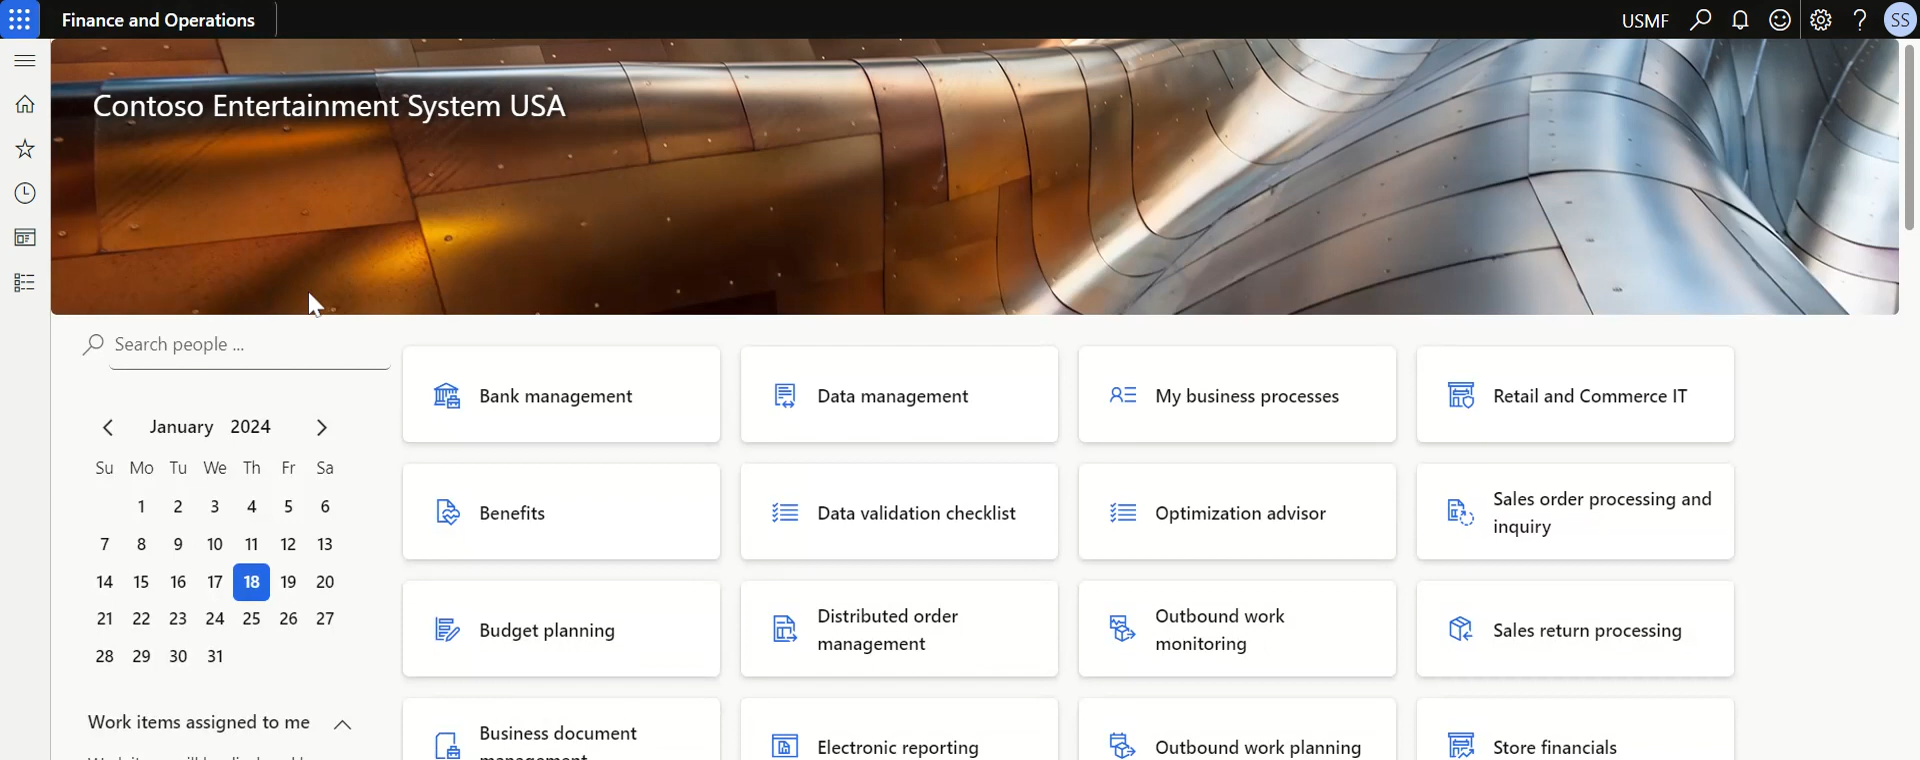 Finance and Operations
USMF
SS
Contoso Entertainment System USA
Search people ...
January 2024
Su Mo Tu We Th Fr Sa
1 2 3 4 5 6
7 8 9 10 11 12 13
14 15 16 17 18 19 20
21 22 23 24 25 26 27
28 29 30 31
Work items assigned to me
Bank management
Data management
My business processes
Retail and Commerce IT
Benefits
Data validation checklist
Optimization advisor
Sales order processing and
inquiry
Budget planning
Distributed order
management
Outbound work
monitoring
Sales return processing
Business document
management
Electronic reporting
Outbound work planning
Store financials